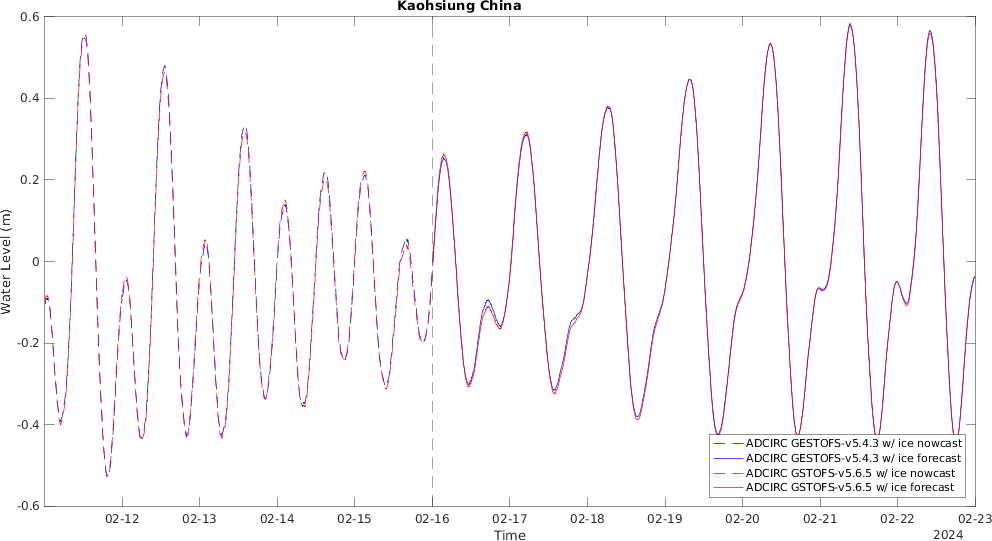 Kaohsiung China
0.6
0.4
0.2
0
-0.2
-0.4
-0.6
Water Level (m)
ADCIRC GESTOFS-v5.4.3 w/ ice nowcast
ADCIRC GESTOFS-v5.4.3 w/ ice forecast
ADCIRC GSTOFS-v5.6.5 w/ ice nowcast
ADCIRC GSTOFS-v5.6.5 w/ ice forecast
02-12 02-13 02-14 02-15 02-16 02-17 02-18 02-19 02-20 02-21 02-22 02-23
Time
2024